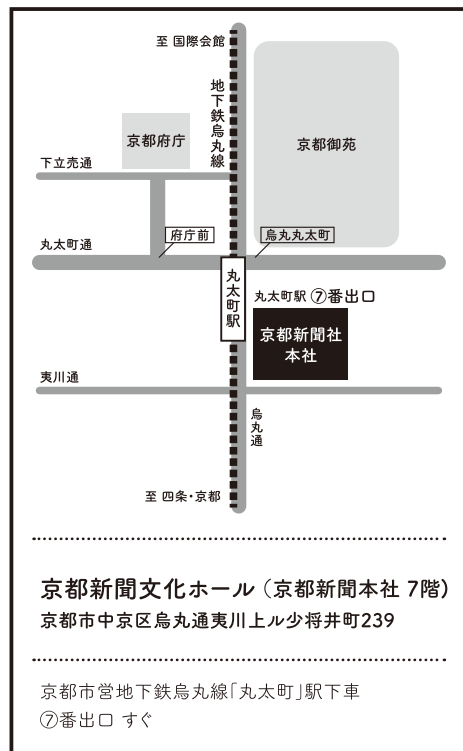 至 国際会館
地下鉄烏丸線
京都府庁
京都御苑
下立売通
府庁前
烏丸丸太町
丸太町通
丸太町駅
丸太町駅 ⑦番出口
京都新聞社
本社
夷川通
烏丸通
至 四条・京都
京都新聞文化ホール（京都新聞本社 7階）
京都市中京区烏丸通夷川上ル少将井町239
京都市営地下鉄烏丸線「丸太町」駅下車
⑦番出口 すぐ